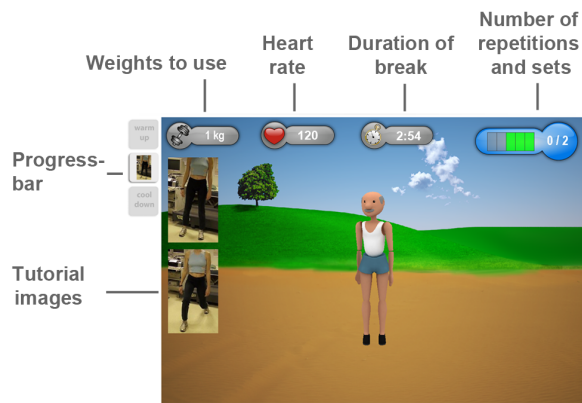 Number of
repetitions
and sets
Heart
rate
Duration of
break
Weights to use
warm
up
1 kg
120
2:54
0 / 2
Progress-
bar
cool
down
Tutorial
images